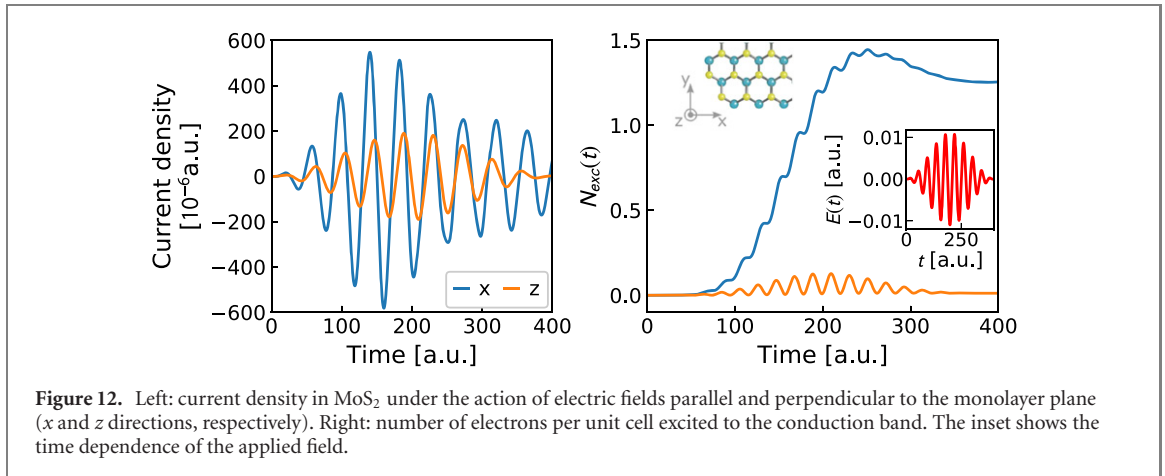 600
400
200
0
−200
−400
−600
Current density
[10⁻⁶a.u.]
0 100 200 300 400
Time [a.u.]
x z
1.5
1.0
0.5
0.0
N_exc(t)
0 100 200 300 400
Time [a.u.]
y
z x
0.01
0.00
−0.01
E(t) [a.u.]
0 250
t [a.u.]
Figure 12. Left: current density in MoS₂ under the action of electric fields parallel and perpendicular to the monolayer plane
(x and z directions, respectively). Right: number of electrons per unit cell excited to the conduction band. The inset shows the
time dependence of the applied field.